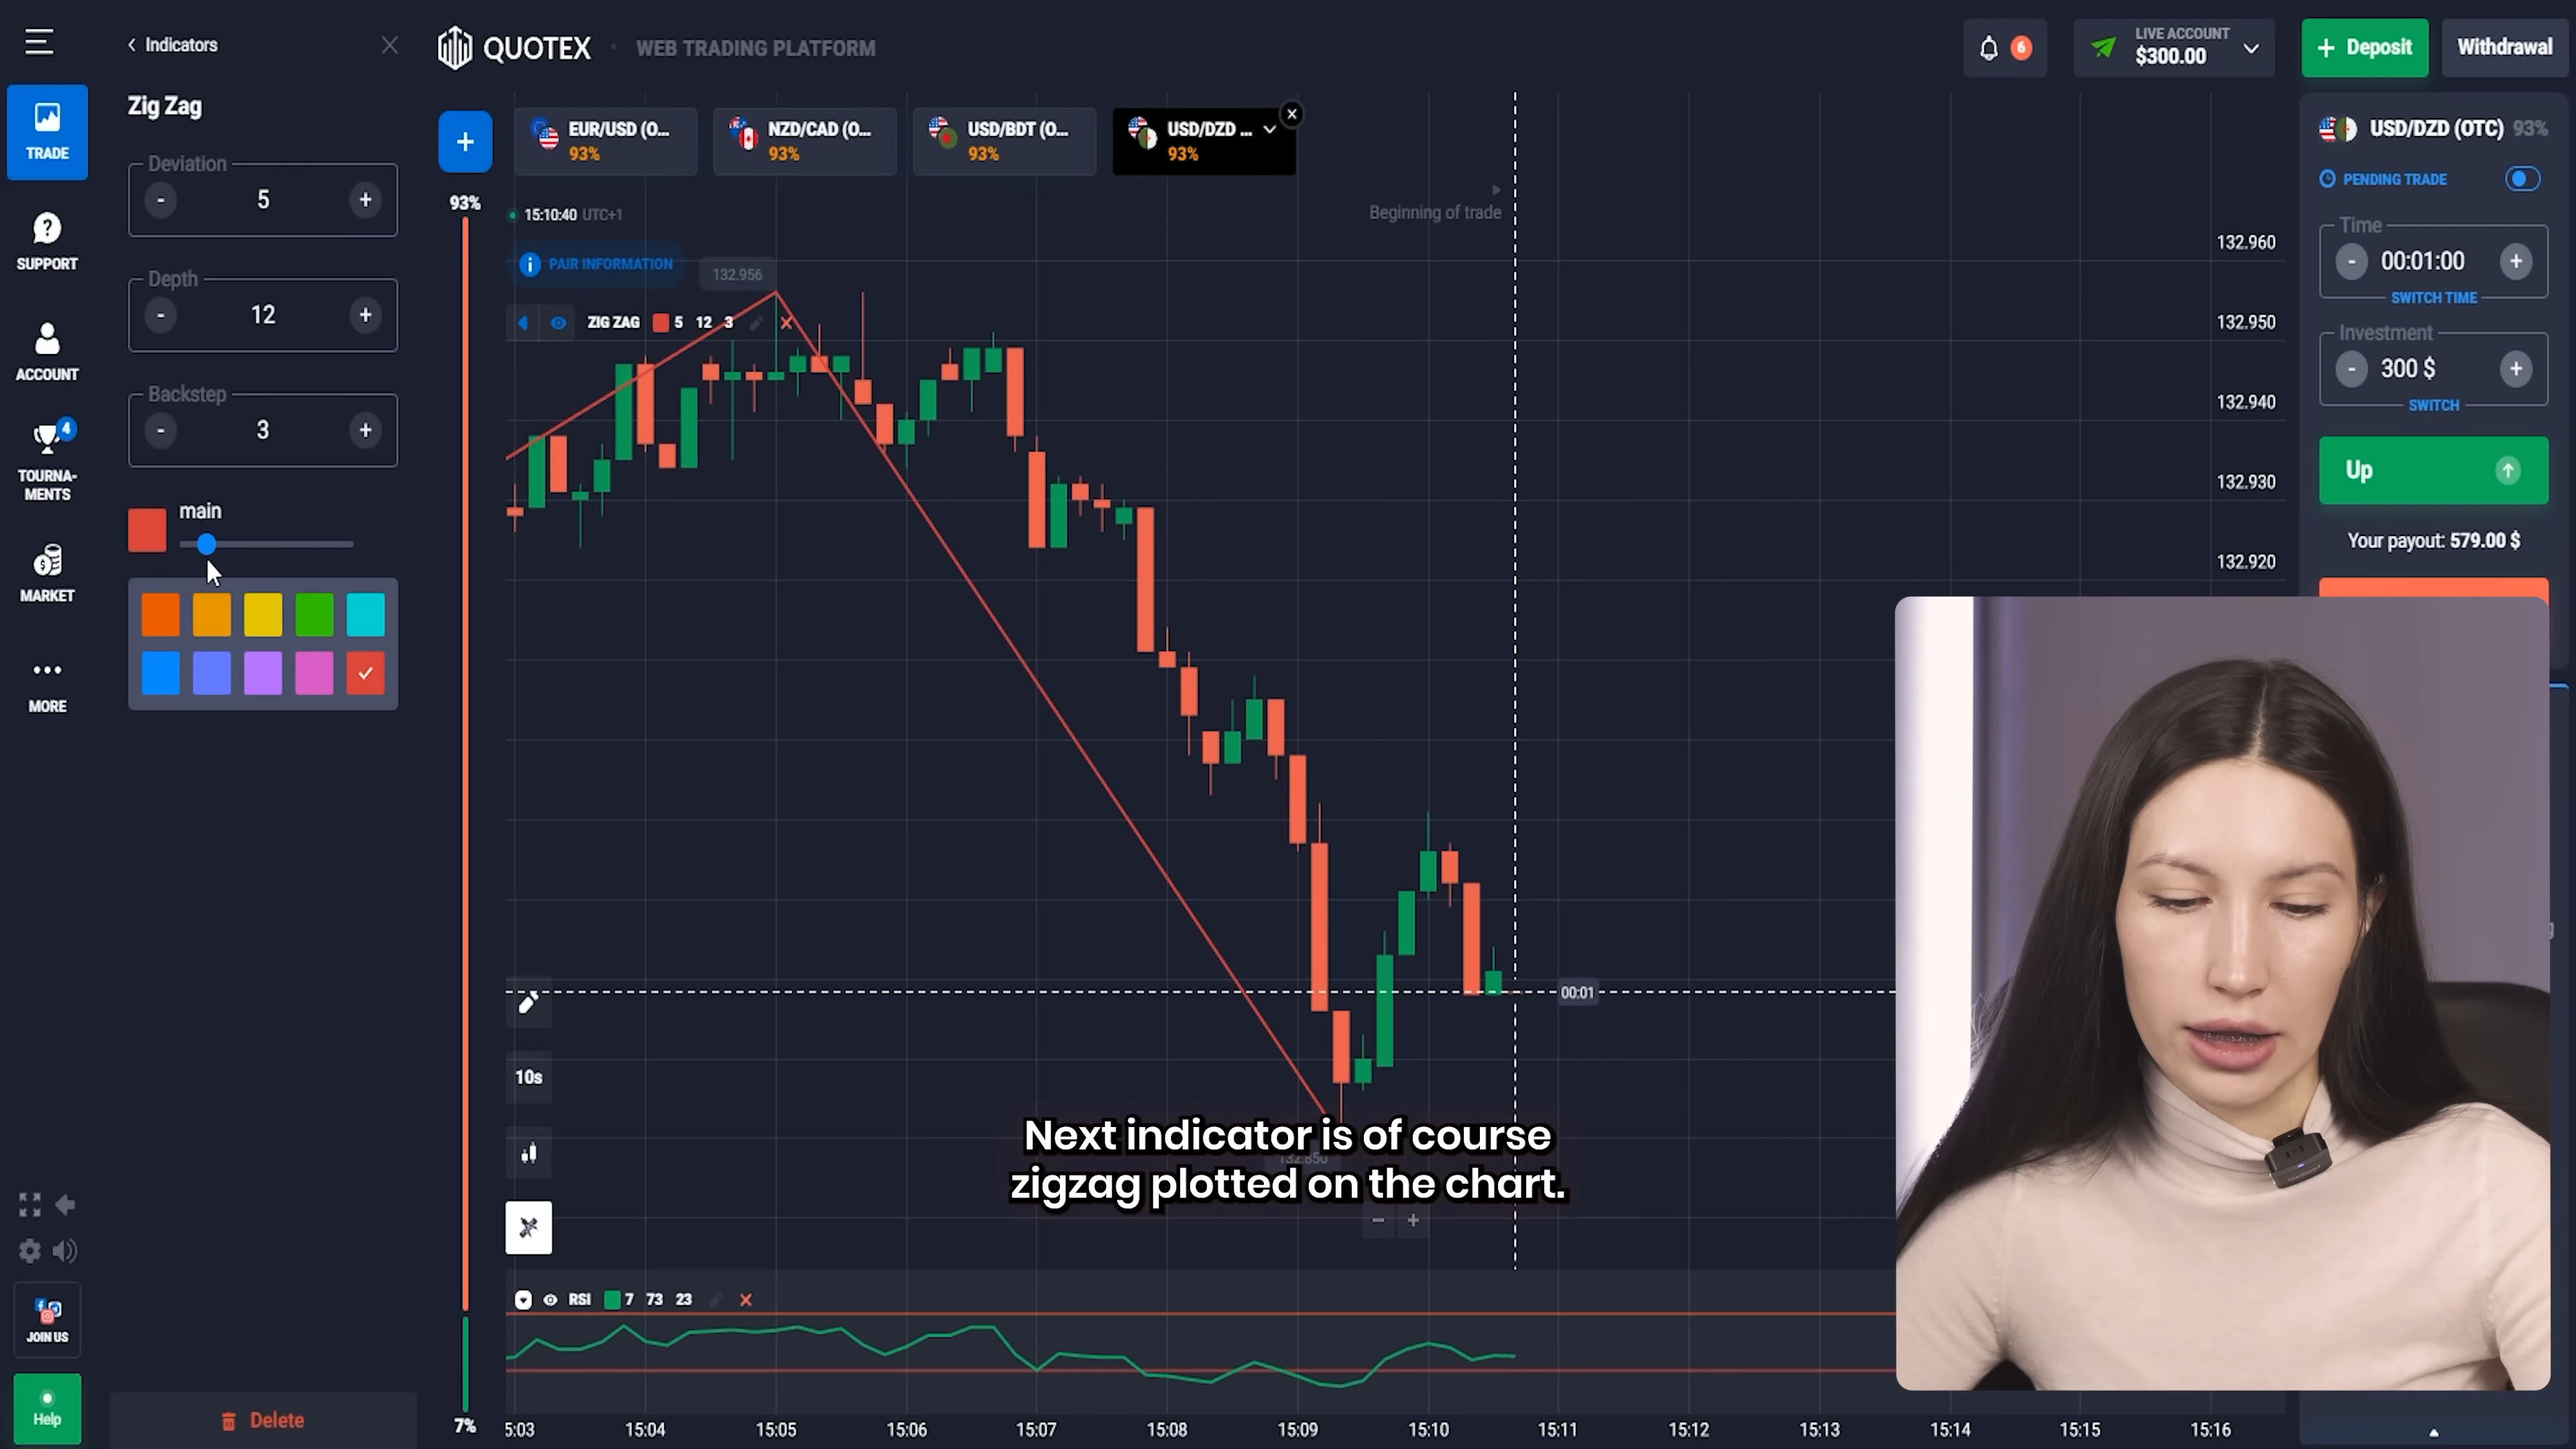 Indicators
QUOTEX
WEB TRADING PLATFORM
6
LIVE ACCOUNT
$300.00
+ Deposit
Withdrawal
TRADE
SUPPORT
ACCOUNT
4
TOURNA-
MENTS
MARKET
MORE
JOIN US
Help
Zig Zag
Deviation
- 5 +
Depth
- 12 +
Backstep
- 3 +
main
Delete
+
EUR/USD (O...
93%
NZD/CAD (O...
93%
USD/BDT (O...
93%
USD/DZD ...
93%
93%
15:10:40 UTC+1
Beginning of trade
PAIR INFORMATION
132.956
ZIG ZAG 5 12 3
132.960
132.950
132.940
132.930
132.920
00:01
10s
Next indicator is of course
zigzag plotted on the chart.
132.850
- +
RSI 7 73 23
7%
5:03 15:04 15:05 15:06 15:07 15:08 15:09 15:10 15:11 15:12 15:13 15:14 15:15 15:16
USD/DZD (OTC) 93%
PENDING TRADE
Time
- 00:01:00 +
SWITCH TIME
Investment
- 300 $ +
SWITCH
Up
Your payout: 579.00 $